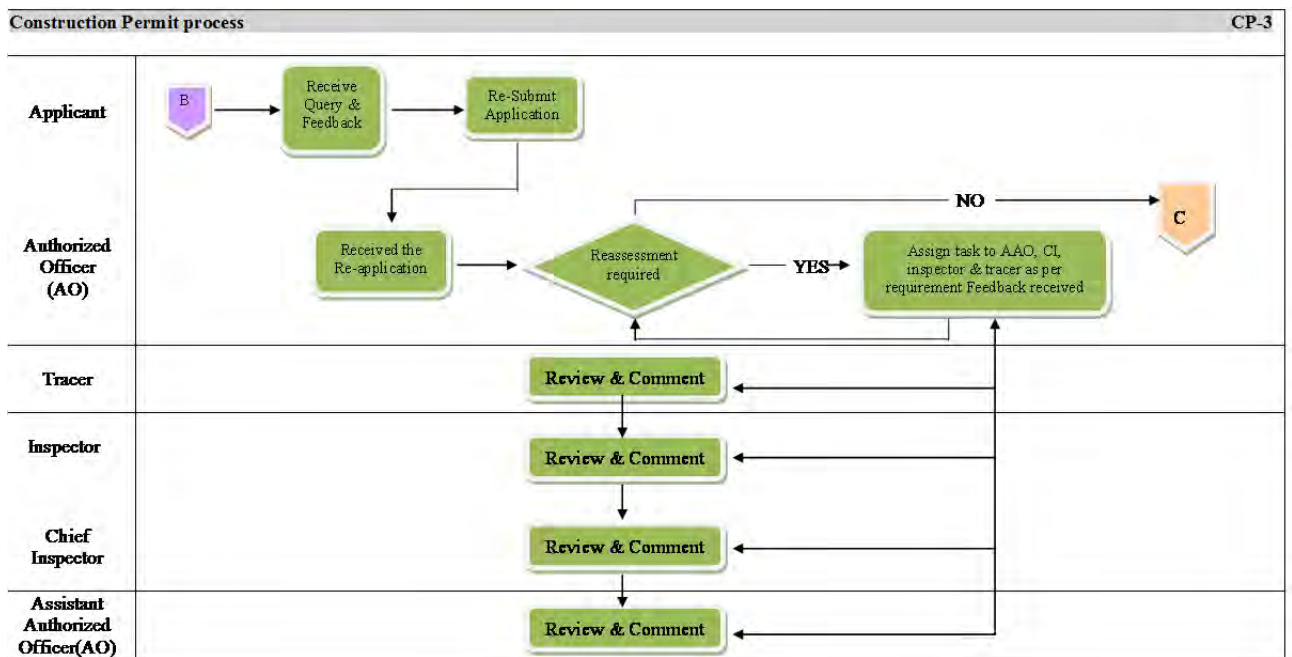 Construction Permit process CP-3
Applicant
B
Receive
Query &
Feedback
Re-Submit
Application
Authorized
Officer
(AO)
Received the
Re-application
Reassessment
required
NO
YES
C
Assign task to AAO, CI,
inspector & tracer as per
requirement Feedback received
Tracer
Review & Comment
Inspector
Review & Comment
Chief
Inspector
Review & Comment
Assistant
Authorized
Officer(AO)
Review & Comment